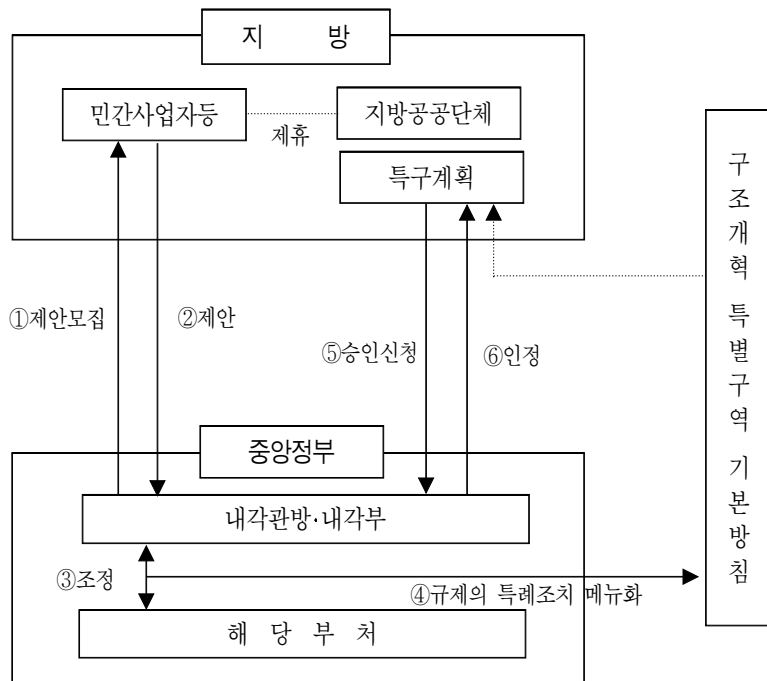 지 방
민간사업자등
지방공공단체
제휴
특구계획
①제안모집
②제안
⑤승인신청
⑥인정
구조개혁 특별구역 기본방침
중앙정부
내각관방·내각부
③조정
④규제의 특례조치 메뉴화
해 당 부 처